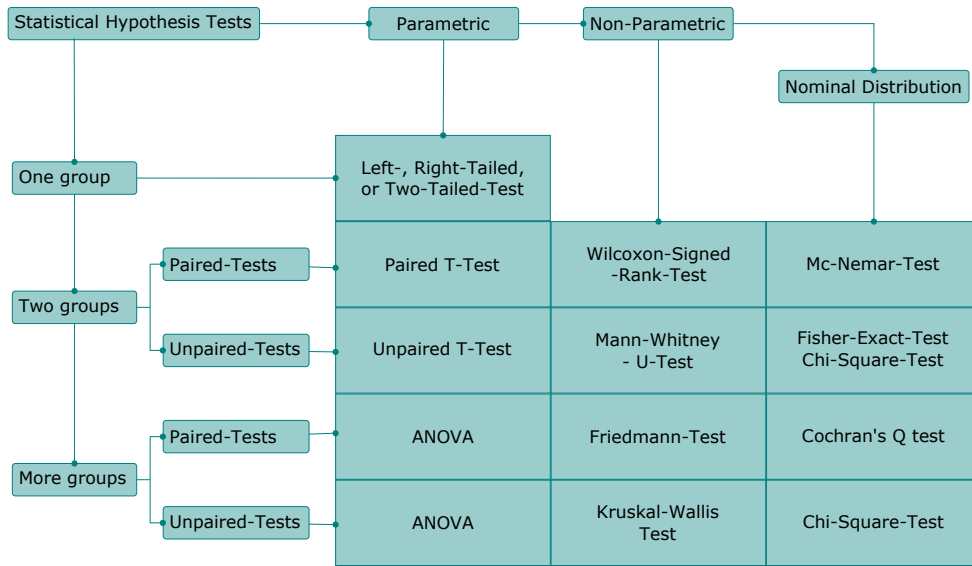 Statistical Hypothesis Tests
Parametric
Non-Parametric
Nominal Distribution
One group
Left-, Right-Tailed,
or Two-Tailed-Test
Two groups
Paired-Tests
Paired T-Test
Wilcoxon-Signed
-Rank-Test
Mc-Nemar-Test
Unpaired-Tests
Unpaired T-Test
Mann-Whitney
- U-Test
Fisher-Exact-Test
Chi-Square-Test
More groups
Paired-Tests
ANOVA
Friedmann-Test
Cochran's Q test
Unpaired-Tests
ANOVA
Kruskal-Wallis
Test
Chi-Square-Test